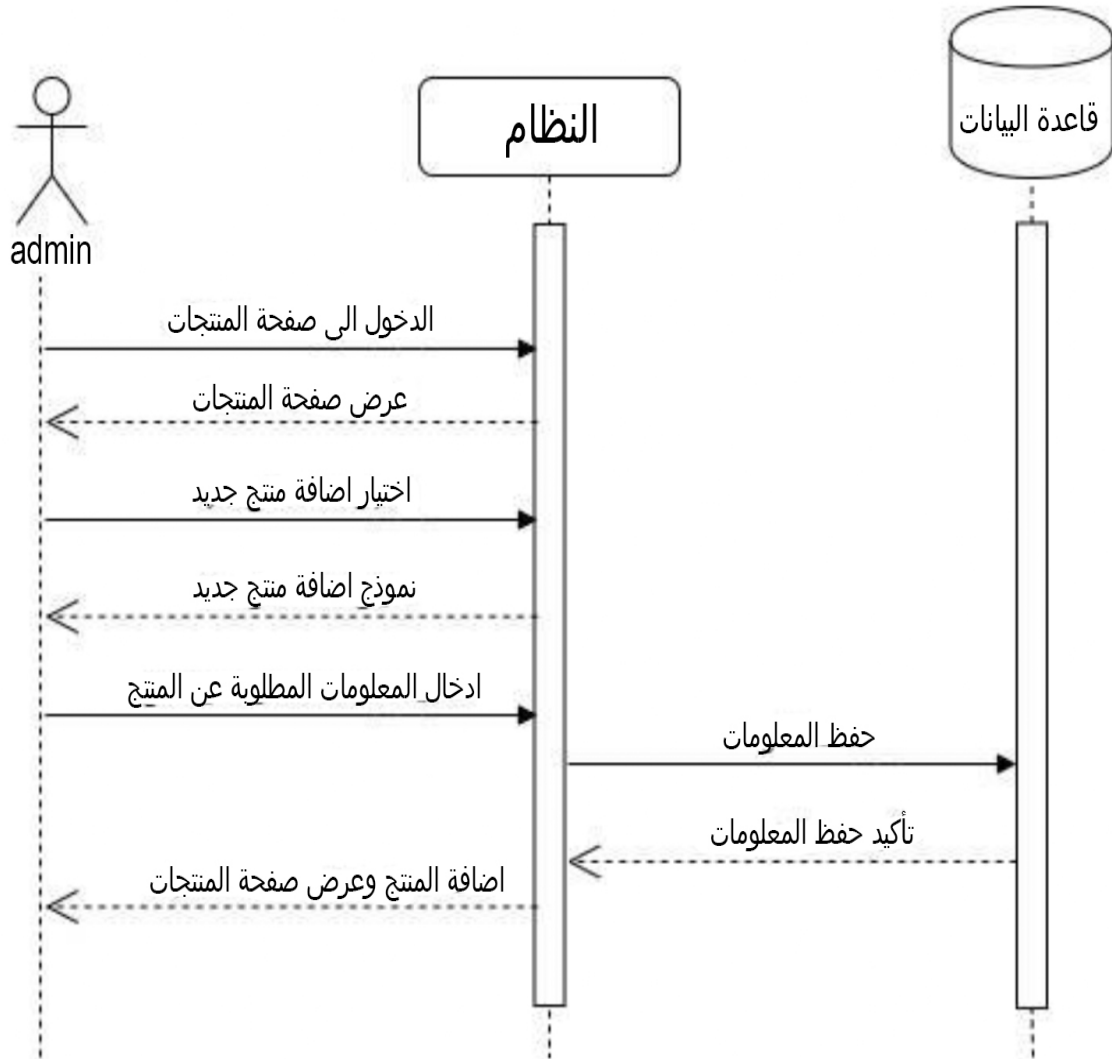 النظام
قاعدة البيانات
admin
الدخول الى صفحة المنتجات
عرض صفحة المنتجات
اختيار اضافة منتج جديد
نموذج اضافة منتج جديد
ادخال المعلومات المطلوبة عن المنتج
حفظ المعلومات
تأكيد حفظ المعلومات
اضافة المنتج وعرض صفحة المنتجات